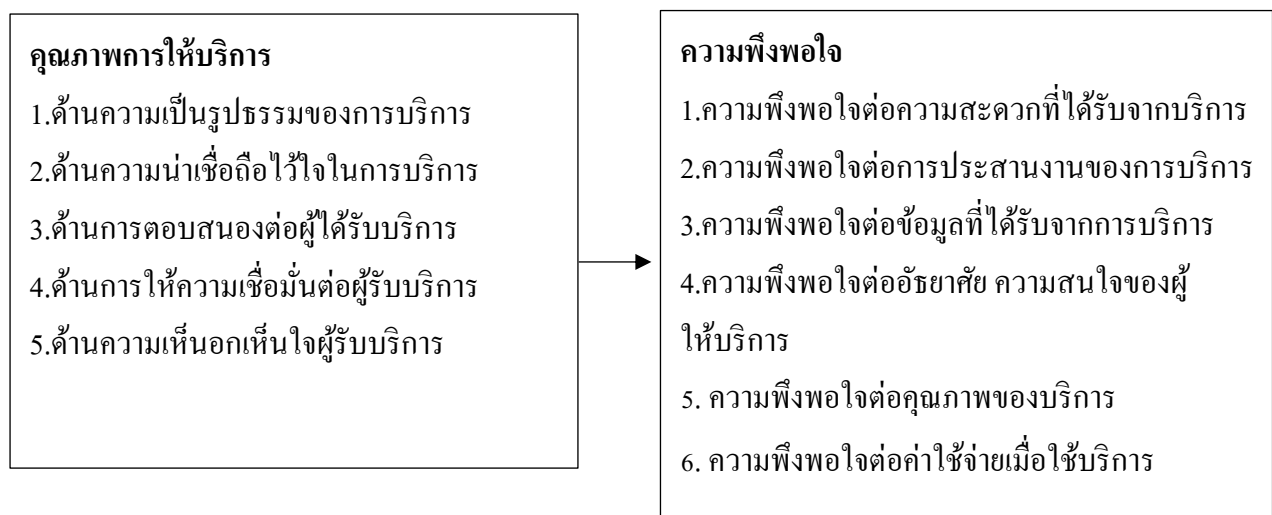 คุณภาพการให้บริการ
1.ด้านความเป็นรูปธรรมของการบริการ
2.ด้านความน่าเชื่อถือไว้ใจในการบริการ
3.ด้านการตอบสนองต่อผู้ได้รับบริการ
4.ด้านการให้ความเชื่อมั่นต่อผู้รับบริการ
5.ด้านความเห็นอกเห็นใจผู้รับบริการ
ความพึงพอใจ
1.ความพึงพอใจต่อความสะดวกที่ได้รับจากบริการ
2.ความพึงพอใจต่อการประสานงานของการบริการ
3.ความพึงพอใจต่อข้อมูลที่ได้รับจากการบริการ
4.ความพึงพอใจต่ออัธยาศัย ความสนใจของผู้
ให้บริการ
5. ความพึงพอใจต่อคุณภาพของบริการ
6. ความพึงพอใจต่อค่าใช้จ่ายเมื่อใช้บริการ